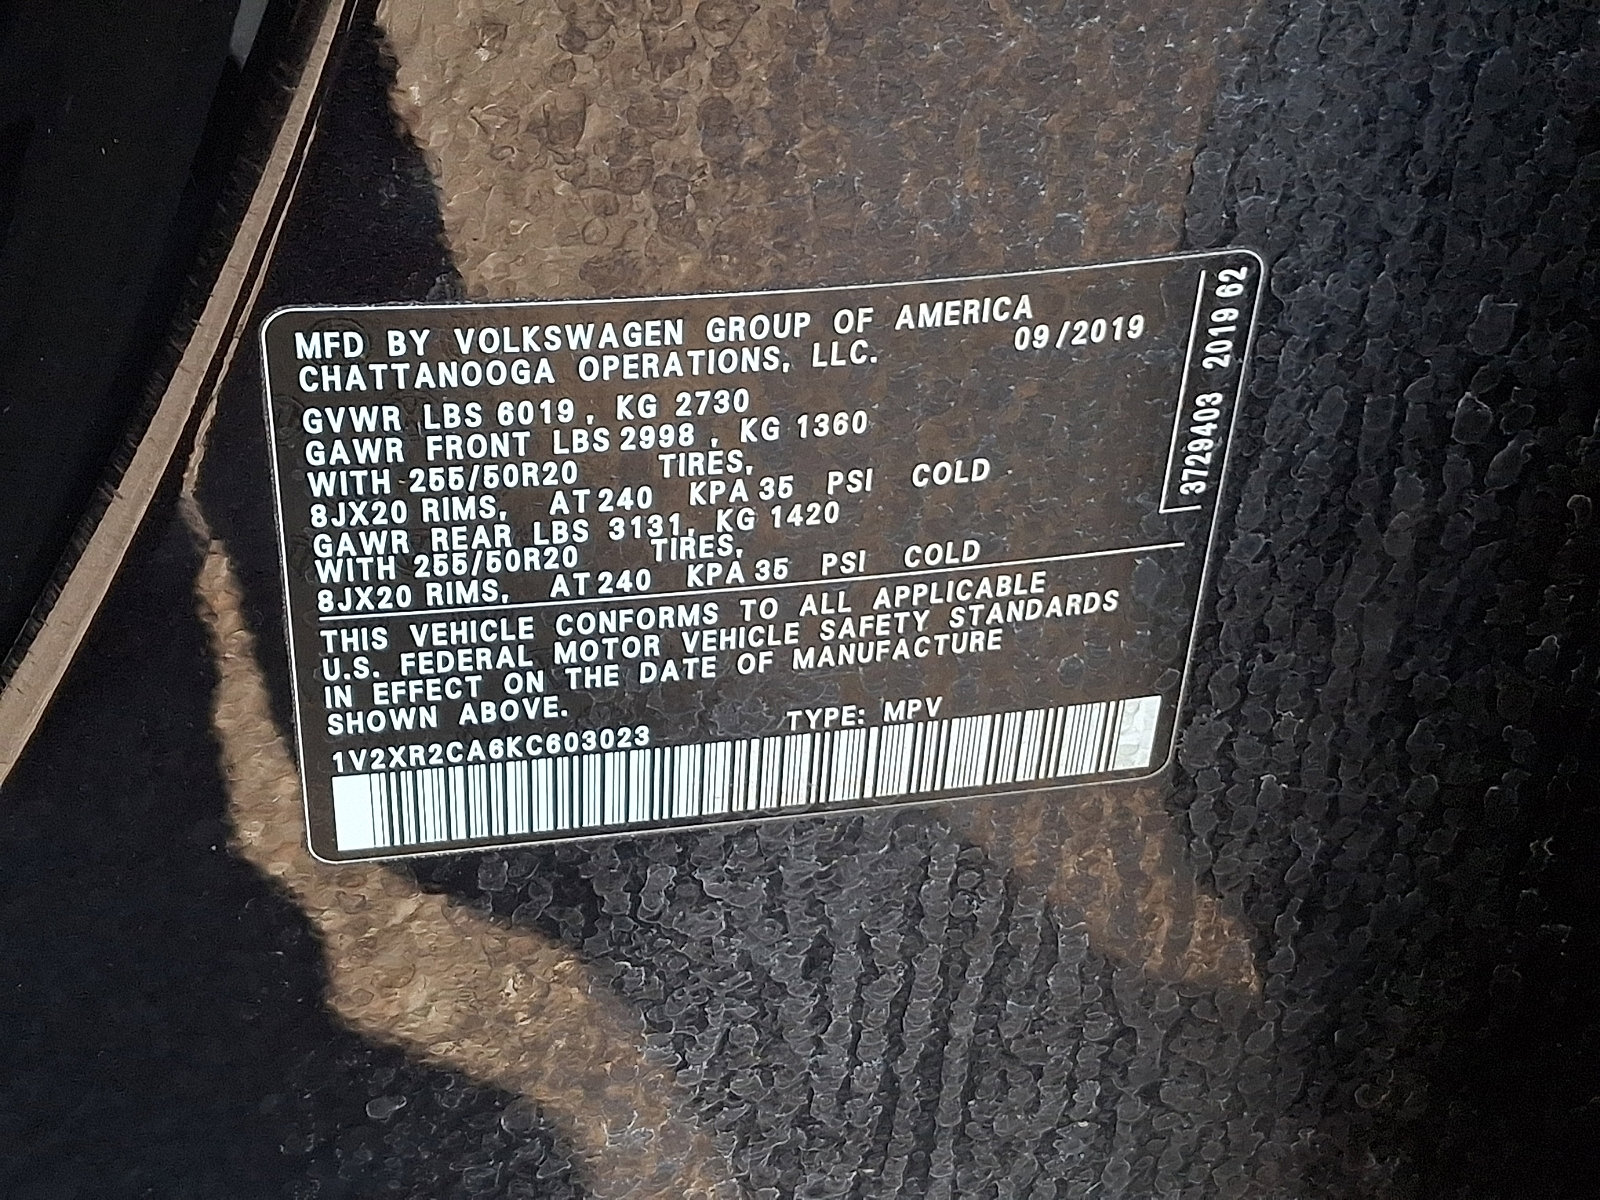 MFD BY VOLKSWAGEN GROUP OF AMERICA
CHATTANOOGA OPERATIONS, LLC. 09/2019
GVWR LBS 6019, KG 2730
GAWR FRONT LBS 2998, KG 1360
WITH 255/50R20 TIRES,
8JX20 RIMS, AT 240 KPA 35 PSI COLD
GAWR REAR LBS 3131, KG 1420
WITH 255/50R20 TIRES,
8JX20 RIMS, AT 240 KPA 35 PSI COLD
THIS VEHICLE CONFORMS TO ALL APPLICABLE
U.S. FEDERAL MOTOR VEHICLE SAFETY STANDARDS
IN EFFECT ON THE DATE OF MANUFACTURE
SHOWN ABOVE.
1V2XR2CA6KC603023 TYPE: MPV
3729403 2019 62